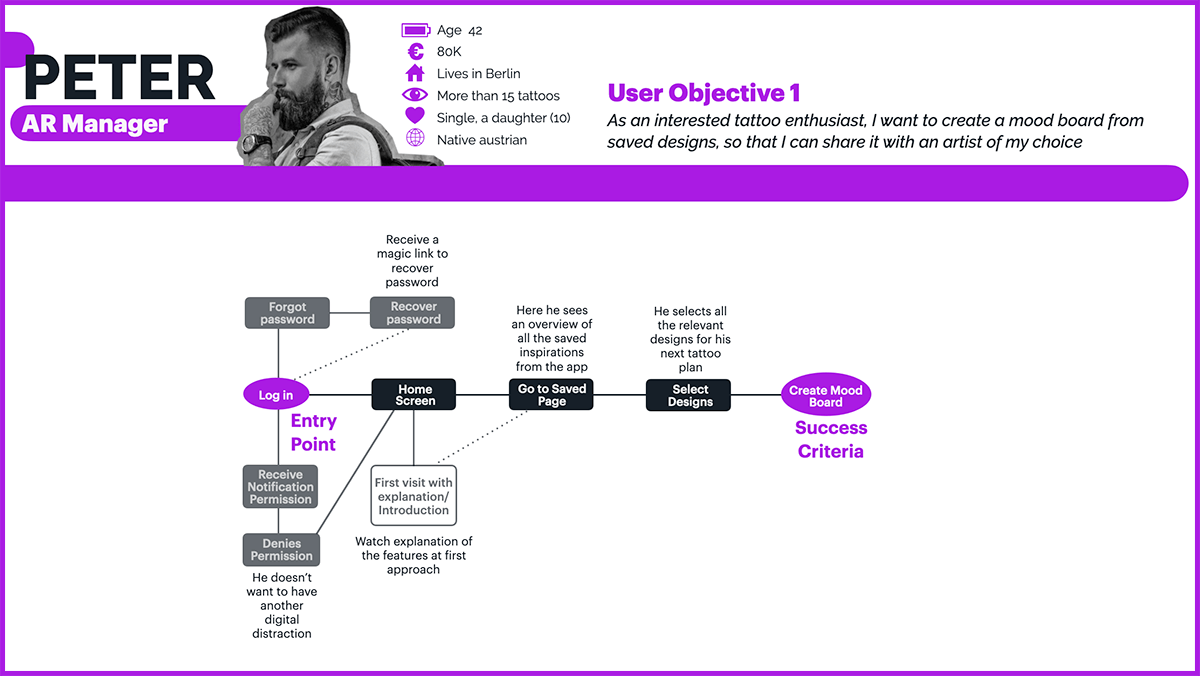 PETER
AR Manager
Age 42
80K
Lives in Berlin
More than 15 tattoos
Single, a daughter (10)
Native austrian
User Objective 1
As an interested tattoo enthusiast, I want to create a mood board from
saved designs, so that I can share it with an artist of my choice
Receive a
magic link to
recover
password
Forgot
password
Recover
password
Here he sees
an overview of
all the saved
inspirations
from the app
He selects all
the relevant
designs for his
next tattoo
plan
Log in
Entry
Point
Home
Screen
Go to Saved
Page
Select
Designs
Create Mood
Board
Success
Criteria
Receive
Notification
Permission
First visit with
explanation/
Introduction
Denies
Permission
Watch explanation of
the features at first
approach
He doesn't
want to have
another
digital
distraction